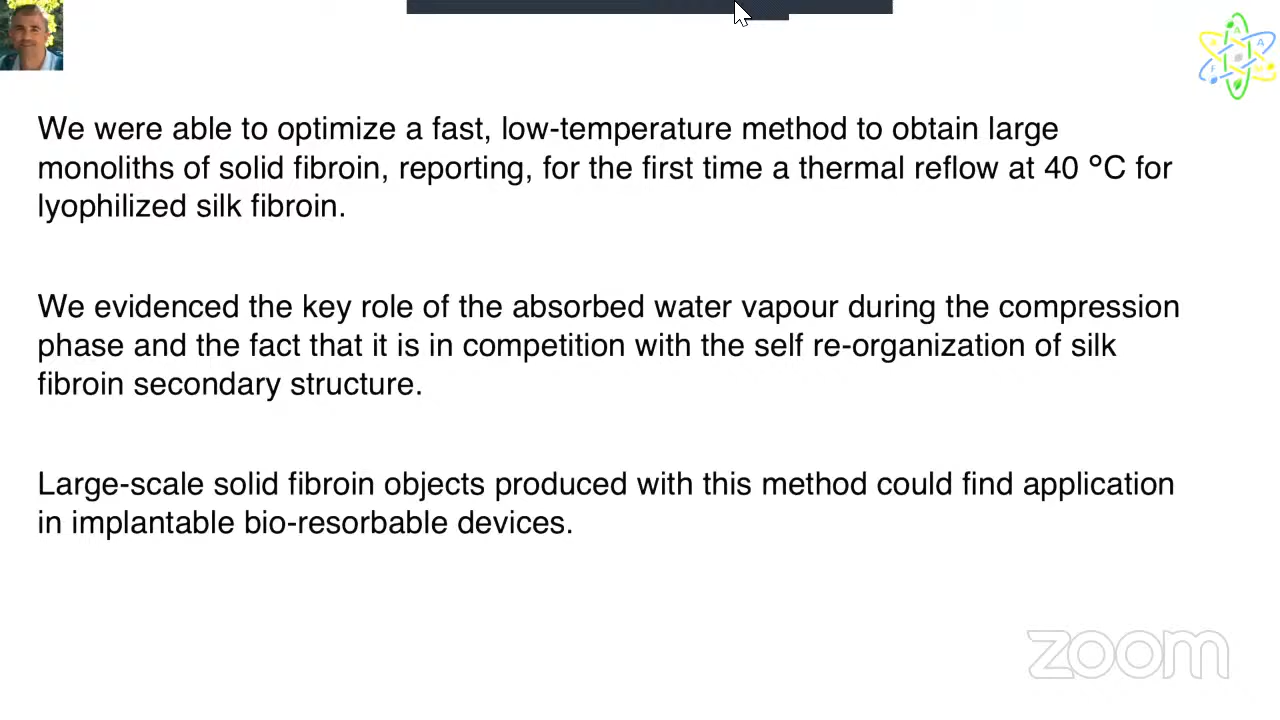 We were able to optimize a fast, low-temperature method to obtain large
monoliths of solid fibroin, reporting, for the first time a thermal reflow at 40 °C for
lyophilized silk fibroin.
We evidenced the key role of the absorbed water vapour during the compression
phase and the fact that it is in competition with the self re-organization of silk
fibroin secondary structure.
Large-scale solid fibroin objects produced with this method could find application
in implantable bio-resorbable devices.
zoom